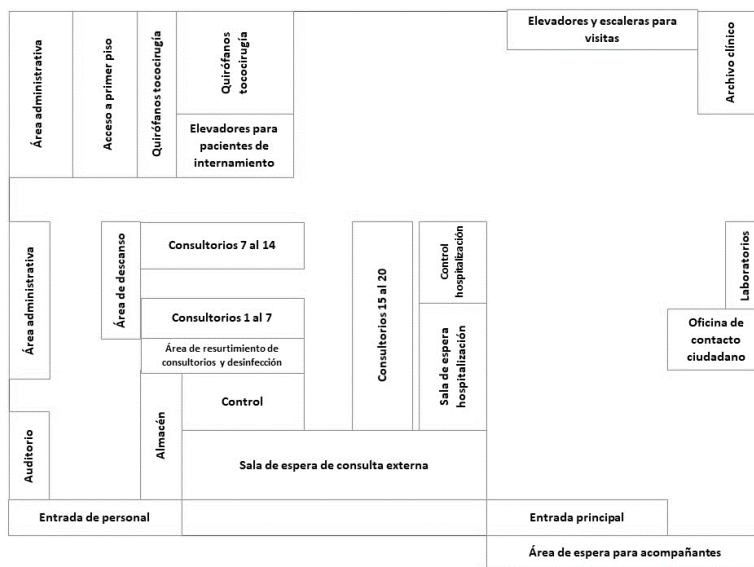 Elevadores y escaleras para
visitas
Área administrativa
Acceso a primer piso
Quirófanos tococirugía
Quirófanos
tococirugía
Archivo clínico
Elevadores para
pacientes de
internamiento
Área administrativa
Área de descanso
Consultorios 7 al 14
Consultorios 15 al 20
Control
hospitalización
Laboratorios
Consultorios 1 al 7
Área de resurtimiento de
consultorios y desinfección
Sala de espera
hospitalización
Oficina de
contacto
ciudadano
Auditorio
Almacén
Control
Sala de espera de consulta externa
Entrada de personal
Entrada principal
Área de espera para acompañantes